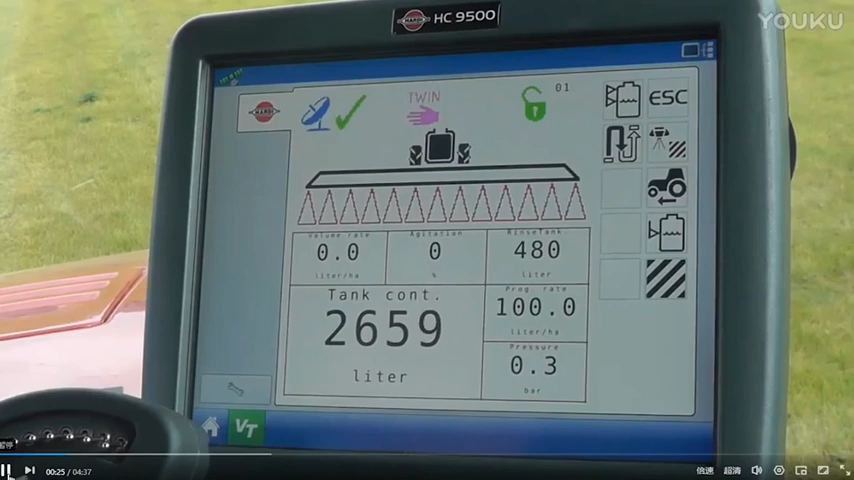 HARDI HC 9500
YOUKU
HARDI
TWIN
01
ESC
Volume rate
0.0
liter/ha
Agitation
0
%
RinseTank
480
liter
Tank cont.
2659
liter
Prog. rate
100.0
liter/ha
Pressure
0.3
bar
VT
暂停
00:25 / 04:37
倍速
超清